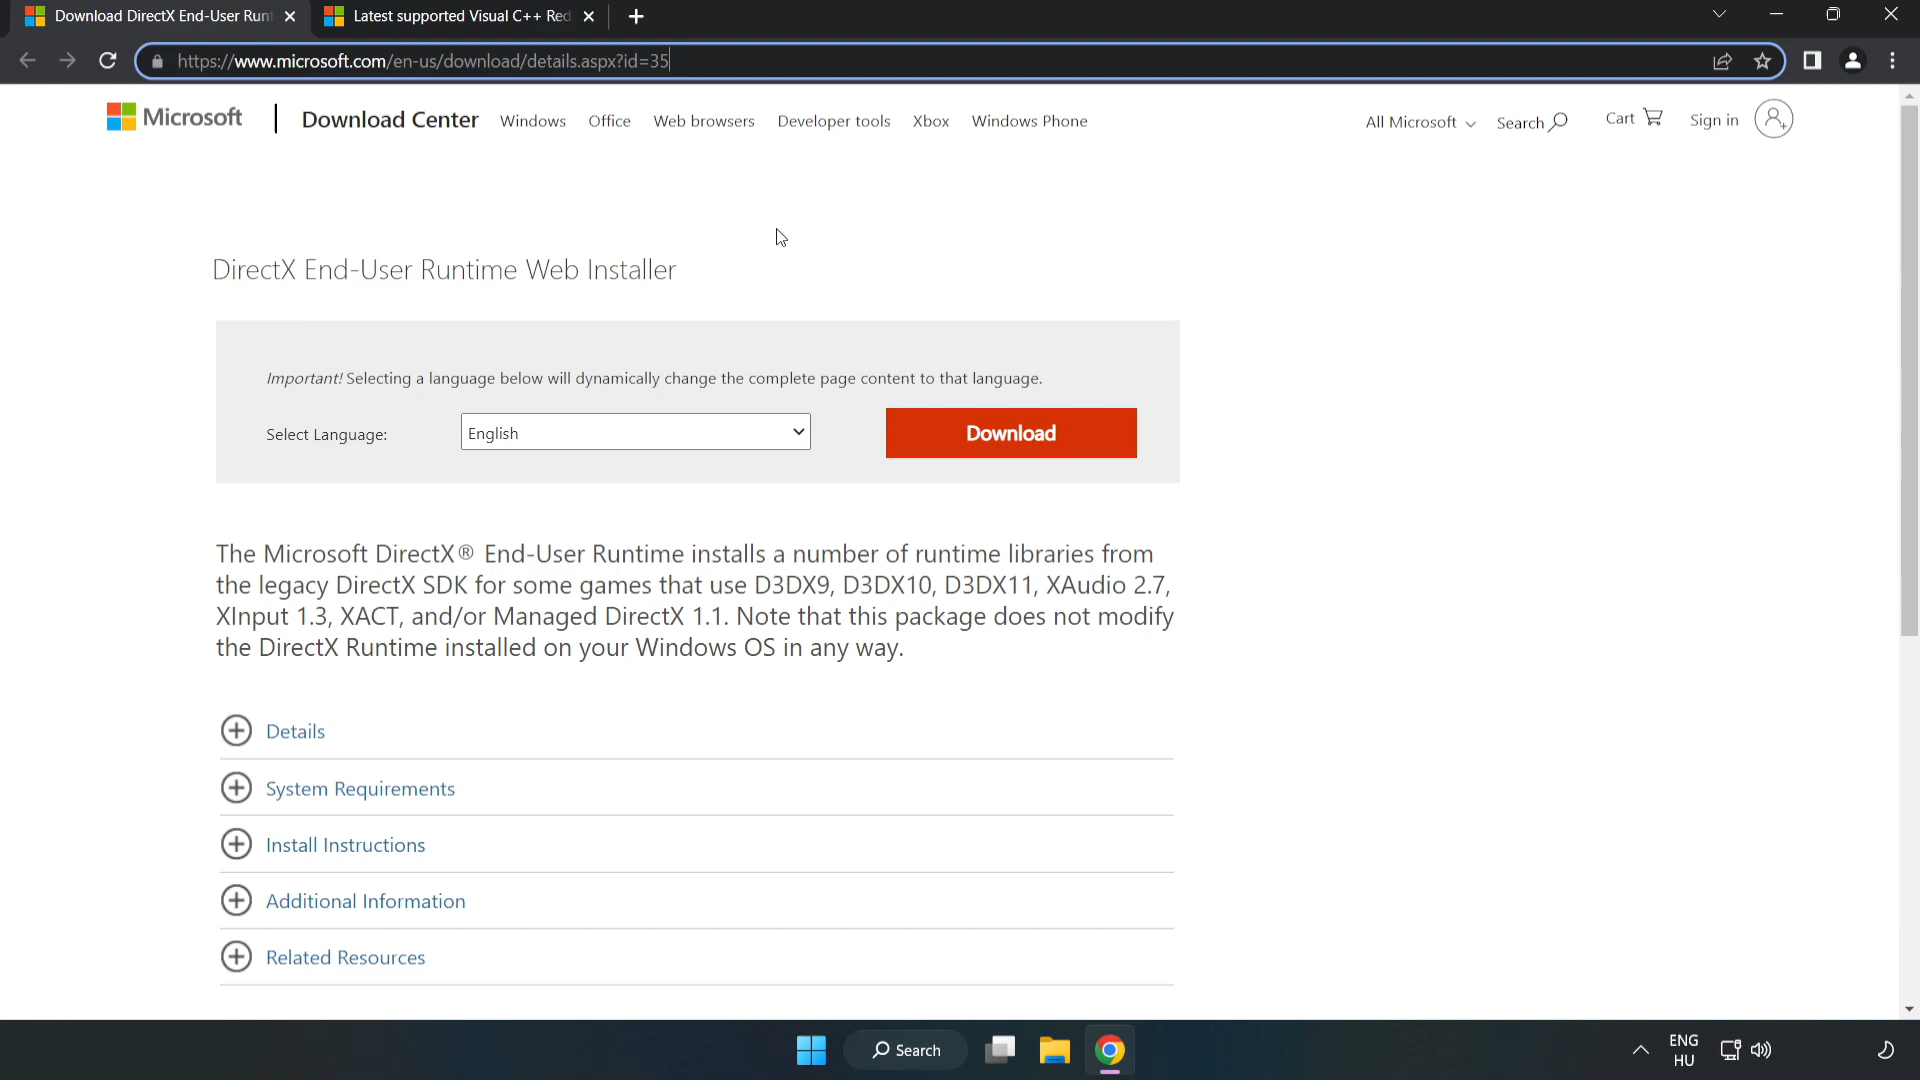 Download DirectX End-User Runt
Latest supported Visual C++ Red
https://www.microsoft.com/en-us/download/details.aspx?id=35
Microsoft
Download Center
Windows
Office
Web browsers
Developer tools
Xbox
Windows Phone
All Microsoft
Search
Cart
Sign in
DirectX End-User Runtime Web Installer
Important! Selecting a language below will dynamically change the complete page content to that language.
Select Language:
English
Download
The Microsoft DirectX® End-User Runtime installs a number of runtime libraries from
the legacy DirectX SDK for some games that use D3DX9, D3DX10, D3DX11, XAudio 2.7,
XInput 1.3, XACT, and/or Managed DirectX 1.1. Note that this package does not modify
the DirectX Runtime installed on your Windows OS in any way.
Details
System Requirements
Install Instructions
Additional Information
Related Resources
Search
ENG
HU